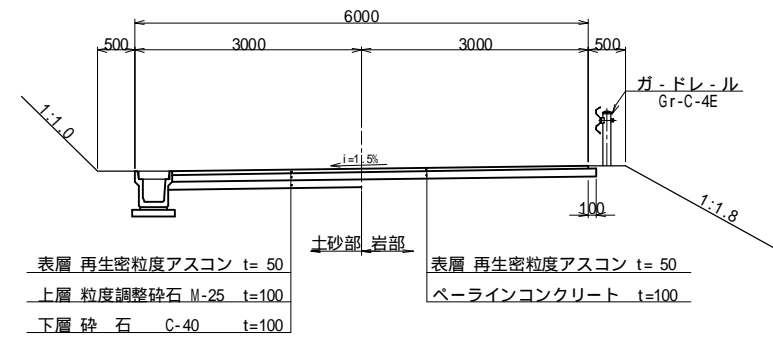 6000
500
3000
3000
500
ガ-ドレ-ル
Gr-C-4E
1:1.0
i=1.5%
1:1.8
100
土砂部 岩部
表層 再生密粒度アスコン t= 50
上層 粒度調整砕石 M-25 t=100
下層 砕 石 C-40 t=100
表層 再生密粒度アスコン t= 50
ペーラインコンクリート t=100